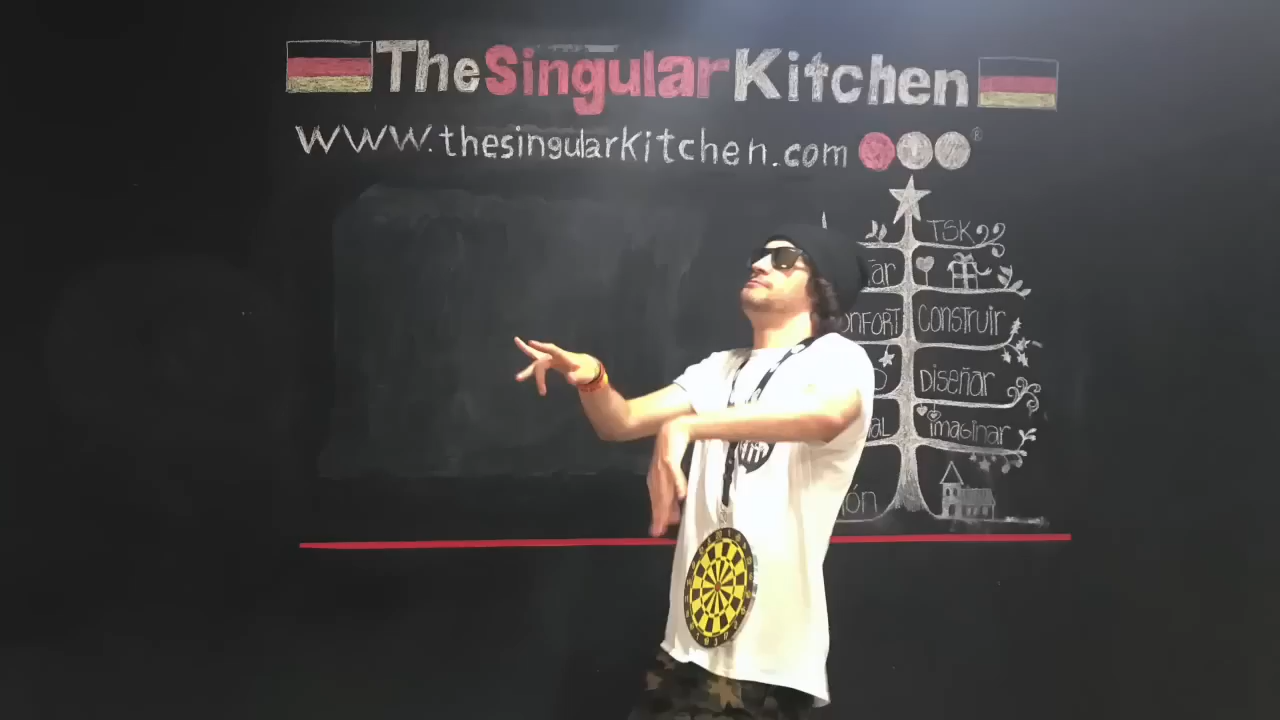 TheSingularKitchen
www.thesingularkitchen.com
TSK
construir
Diseñar
imaginar